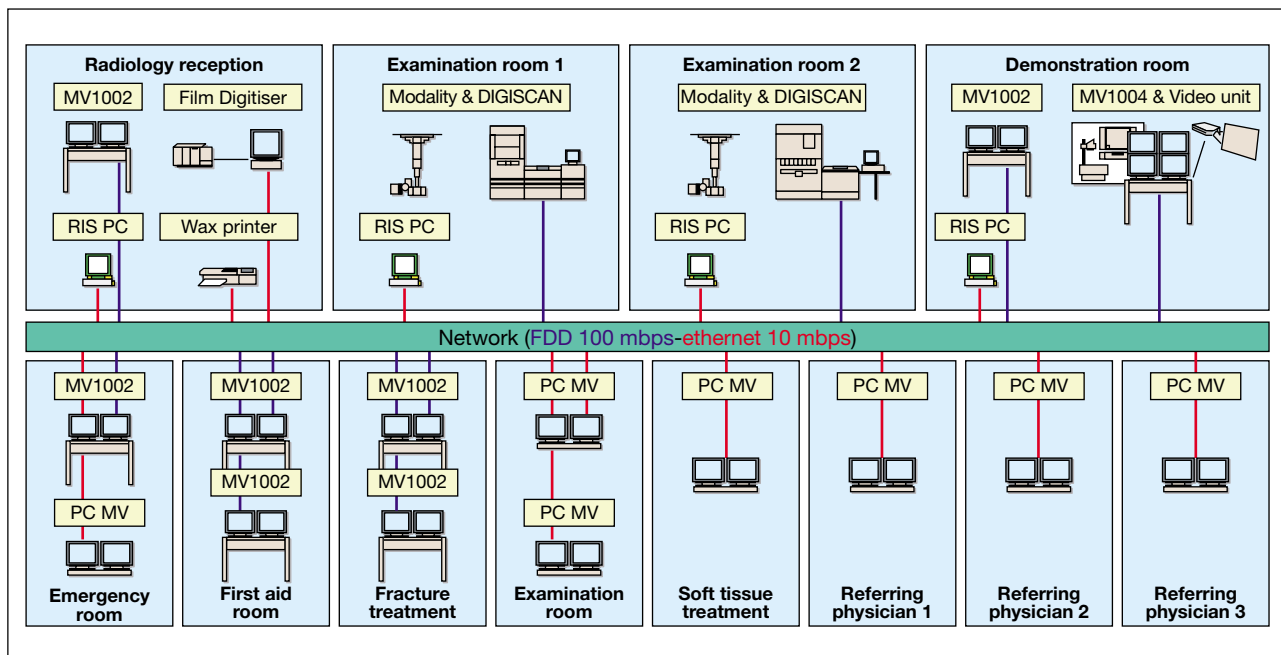 Radiology reception
MV1002
Film Digitiser
RIS PC
Wax printer
Examination room 1
Modality & DIGISCAN
RIS PC
Examination room 2
Modality & DIGISCAN
RIS PC
Demonstration room
MV1002
MV1004 & Video unit
RIS PC
Network (FDD 100 mbps-ethernet 10 mbps)
MV1002
PC MV
Emergency
room
MV1002
MV1002
First aid
room
MV1002
MV1002
Fracture
treatment
PC MV
PC MV
Examination
room
PC MV
Soft tissue
treatment
PC MV
Referring
physician 1
PC MV
Referring
physician 2
PC MV
Referring
physician 3